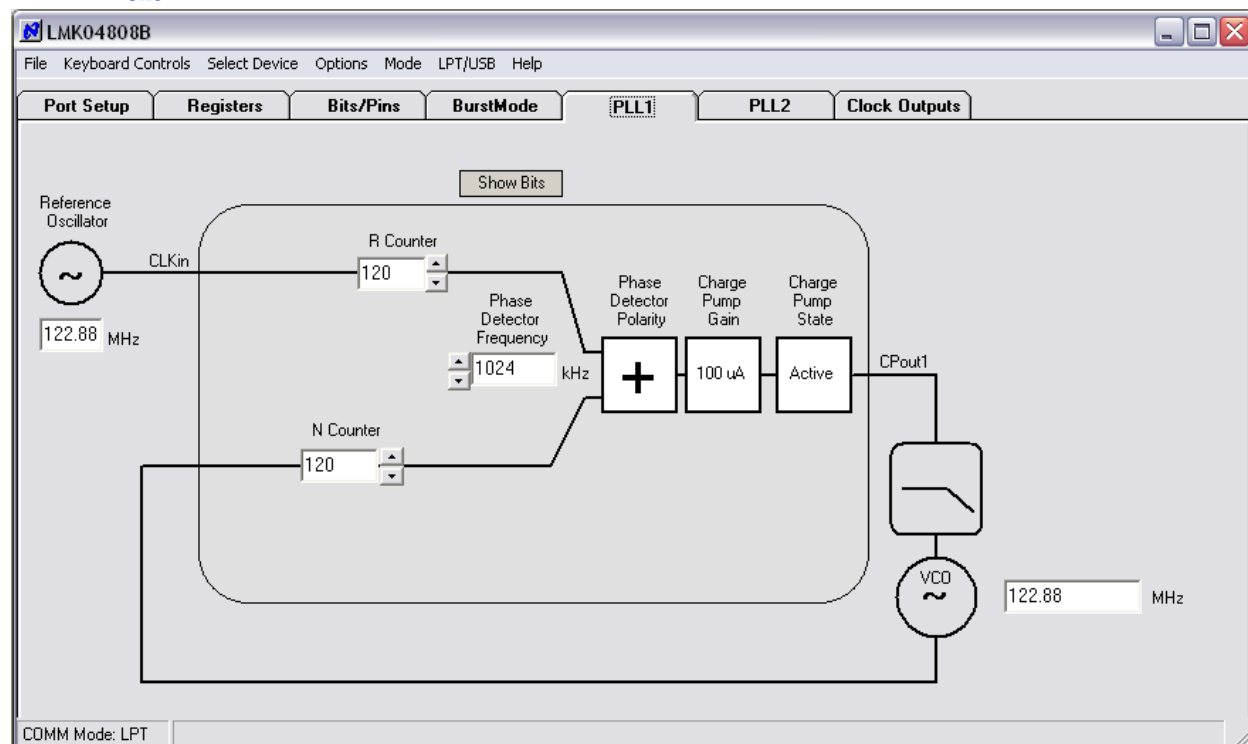 LMK04808B
File Keyboard Controls Select Device Options Mode LPT/USB Help
Port Setup Registers Bits/Pins BurstMode PLL1 PLL2 Clock Outputs
Show Bits
Reference
Oscillator
CLKin
122.88 MHz
R Counter
120
Phase
Detector
Frequency
1024 kHz
N Counter
120
Phase
Detector
Polarity
+
Charge
Pump
Gain
100 uA
Charge
Pump
State
Active
CPout1
VCO
122.88 MHz
COMM Mode: LPT